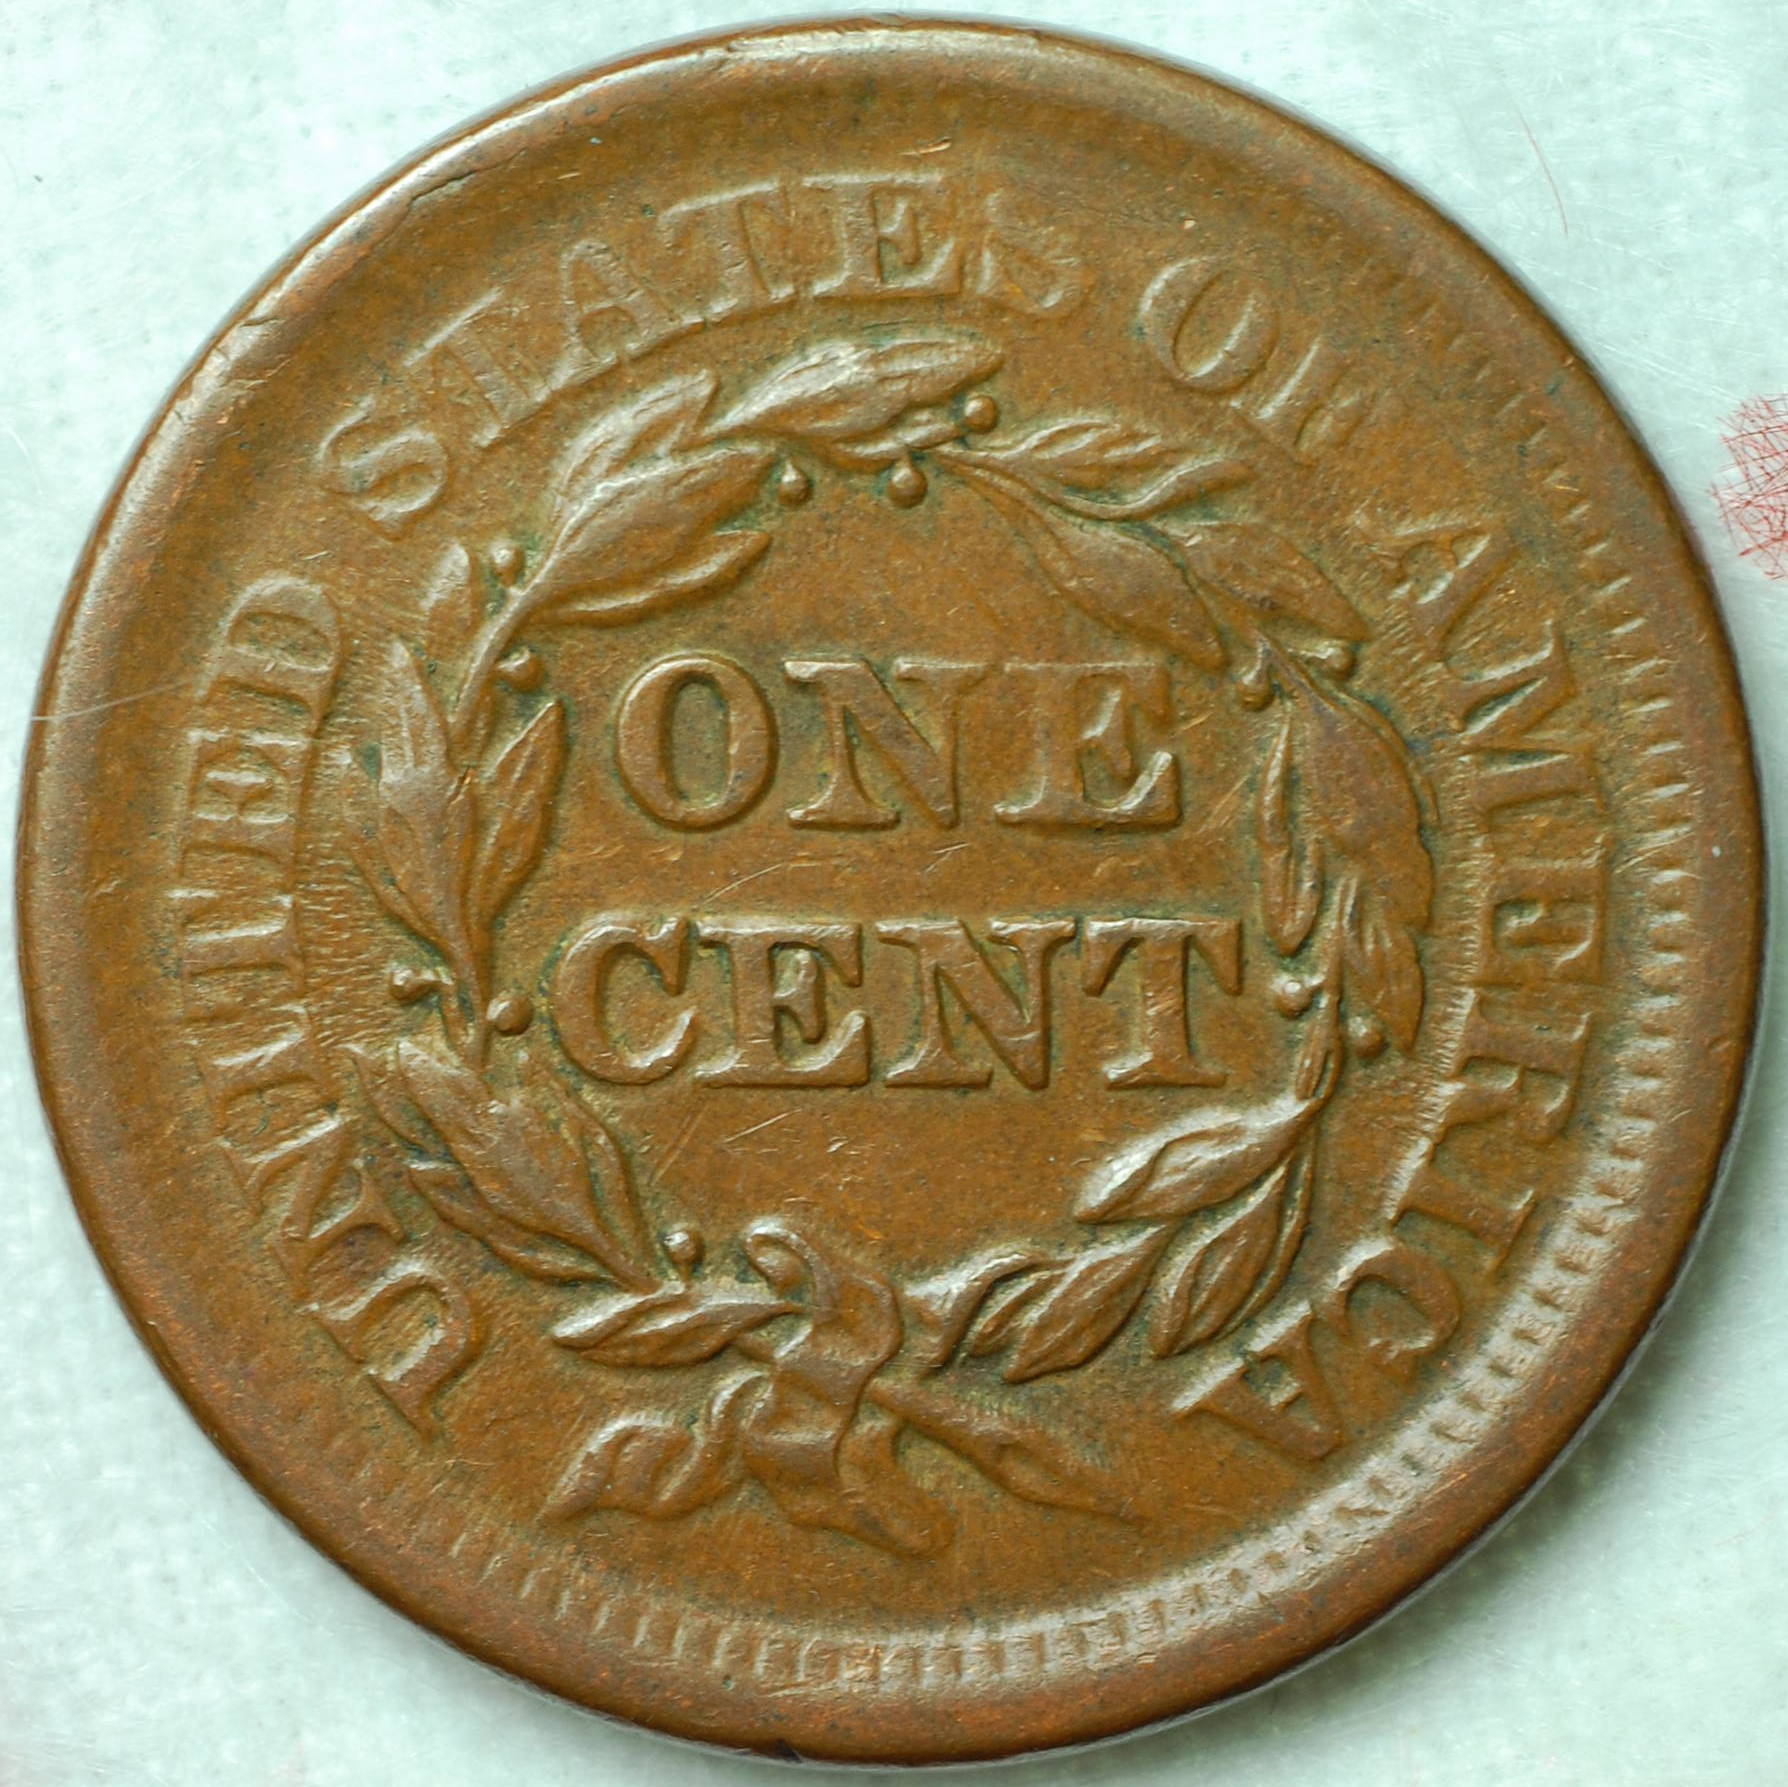 UNITED STATES OF AMERICA
ONE
CENT